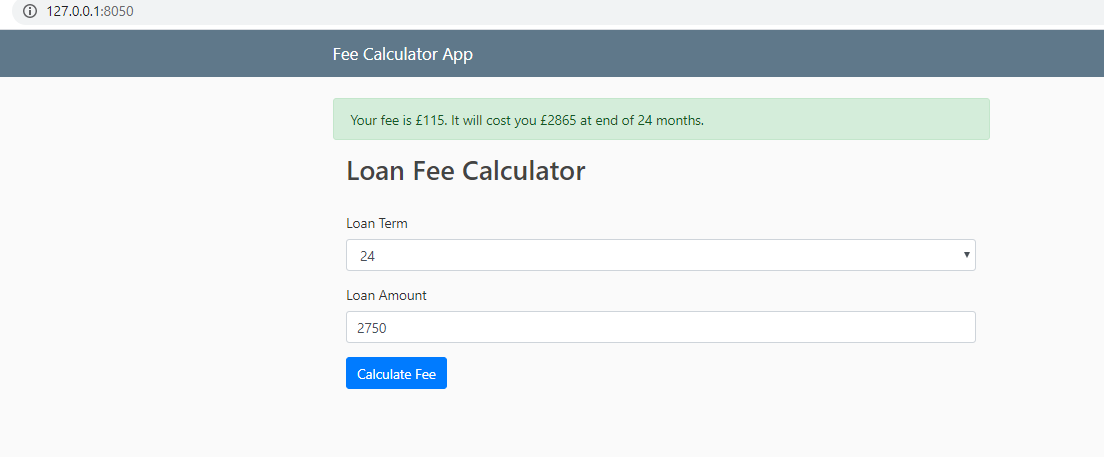 127.0.0.1:8050
Fee Calculator App
Your fee is £115. It will cost you £2865 at end of 24 months.
Loan Fee Calculator
Loan Term
24
Loan Amount
2750
Calculate Fee